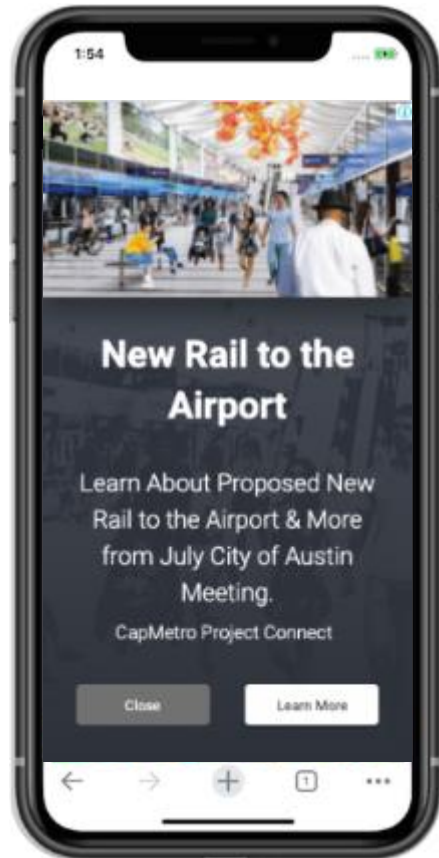 1:54
New Rail to the
Airport
Learn About Proposed New
Rail to the Airport & More
from July City of Austin
Meeting.
CapMetro Project Connect
Close Learn More
1